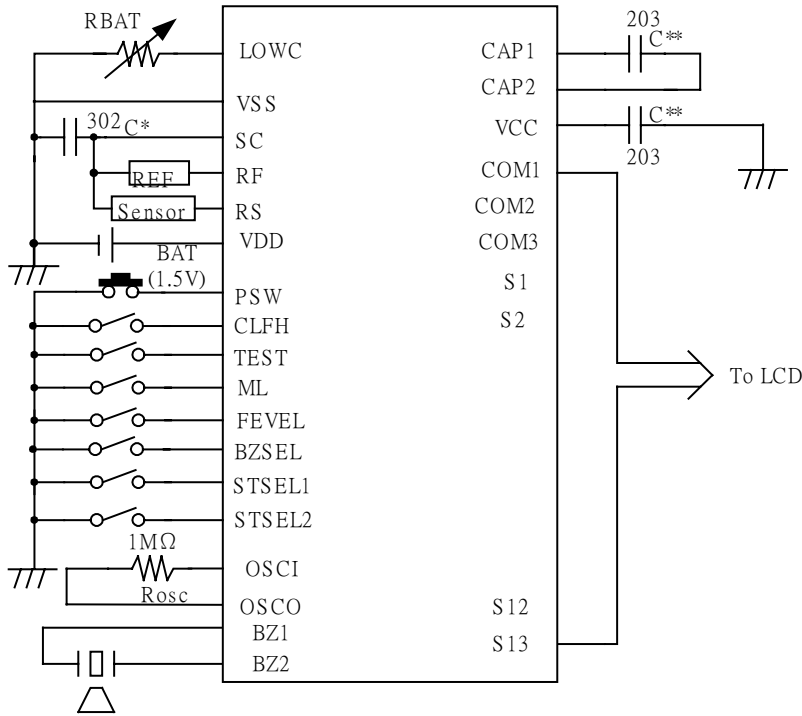 RBAT
LOWC
VSS
302 C*
SC
REF
RF
Sensor
RS
VDD
BAT
(1.5V)
PSW
CLFH
TEST
ML
FEVEL
BZSEL
STSEL1
STSEL2
1MΩ
OSCI
Rosc
OSCO
BZ1
BZ2
203
CAP1
C**
CAP2
C**
VCC
203
COM1
COM2
COM3
S1
S2
To LCD
S12
S13